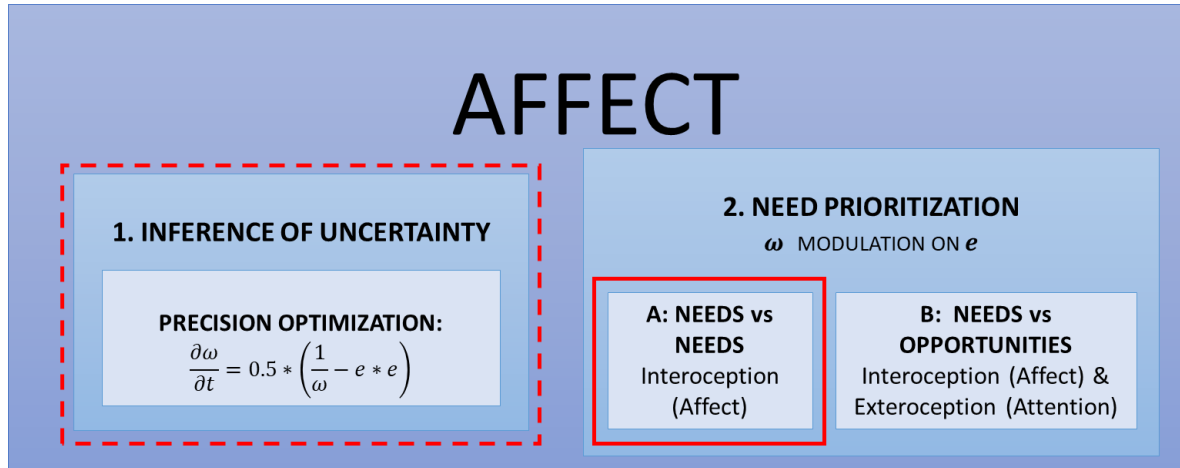 AFFECT
1. INFERENCE OF UNCERTAINTY
PRECISION OPTIMIZATION:
∂ω/∂t = 0.5 * (1/ω − e * e)
2. NEED PRIORITIZATION
ω MODULATION ON e
A: NEEDS vs
NEEDS
Interoception
(Affect)
B: NEEDS vs
OPPORTUNITIES
Interoception (Affect) &
Exteroception (Attention)